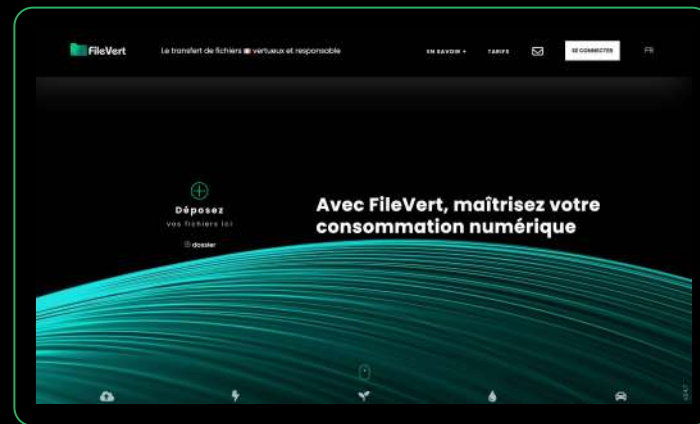 FileVert
Le transfert de fichiers vertueux et responsable
EN SAVOIR +
TARIFS
SE CONNECTER
FR
Déposez
vos fichiers ici
dossier
Avec FileVert, maîtrisez votre
consommation numérique